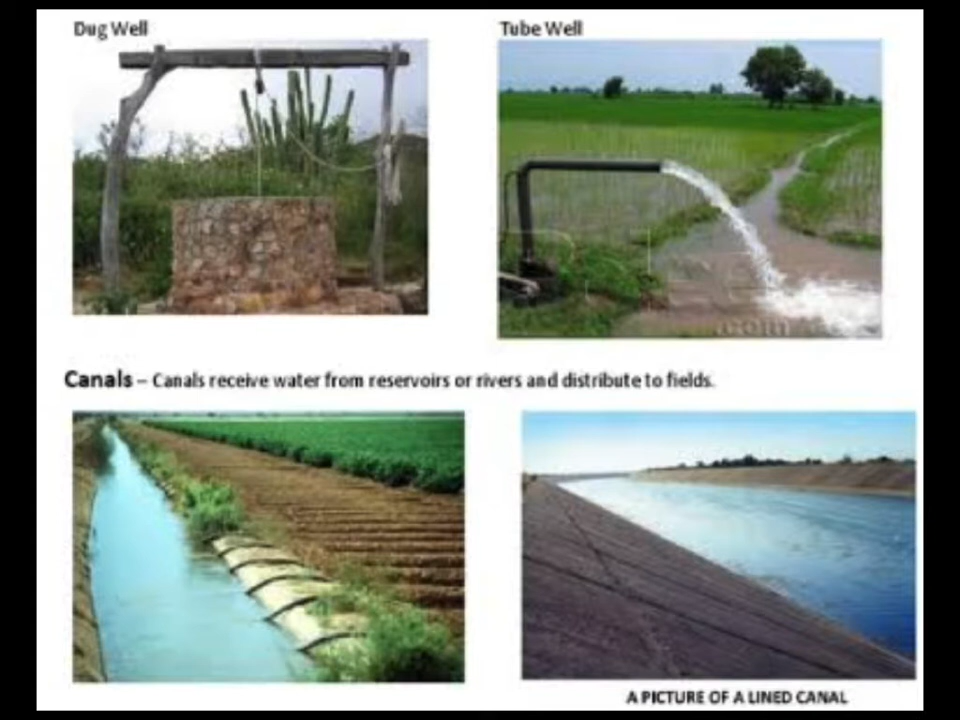 Dug Well
Tube Well
Canals – Canals receive water from reservoirs or rivers and distribute to fields.
A PICTURE OF A LINED CANAL